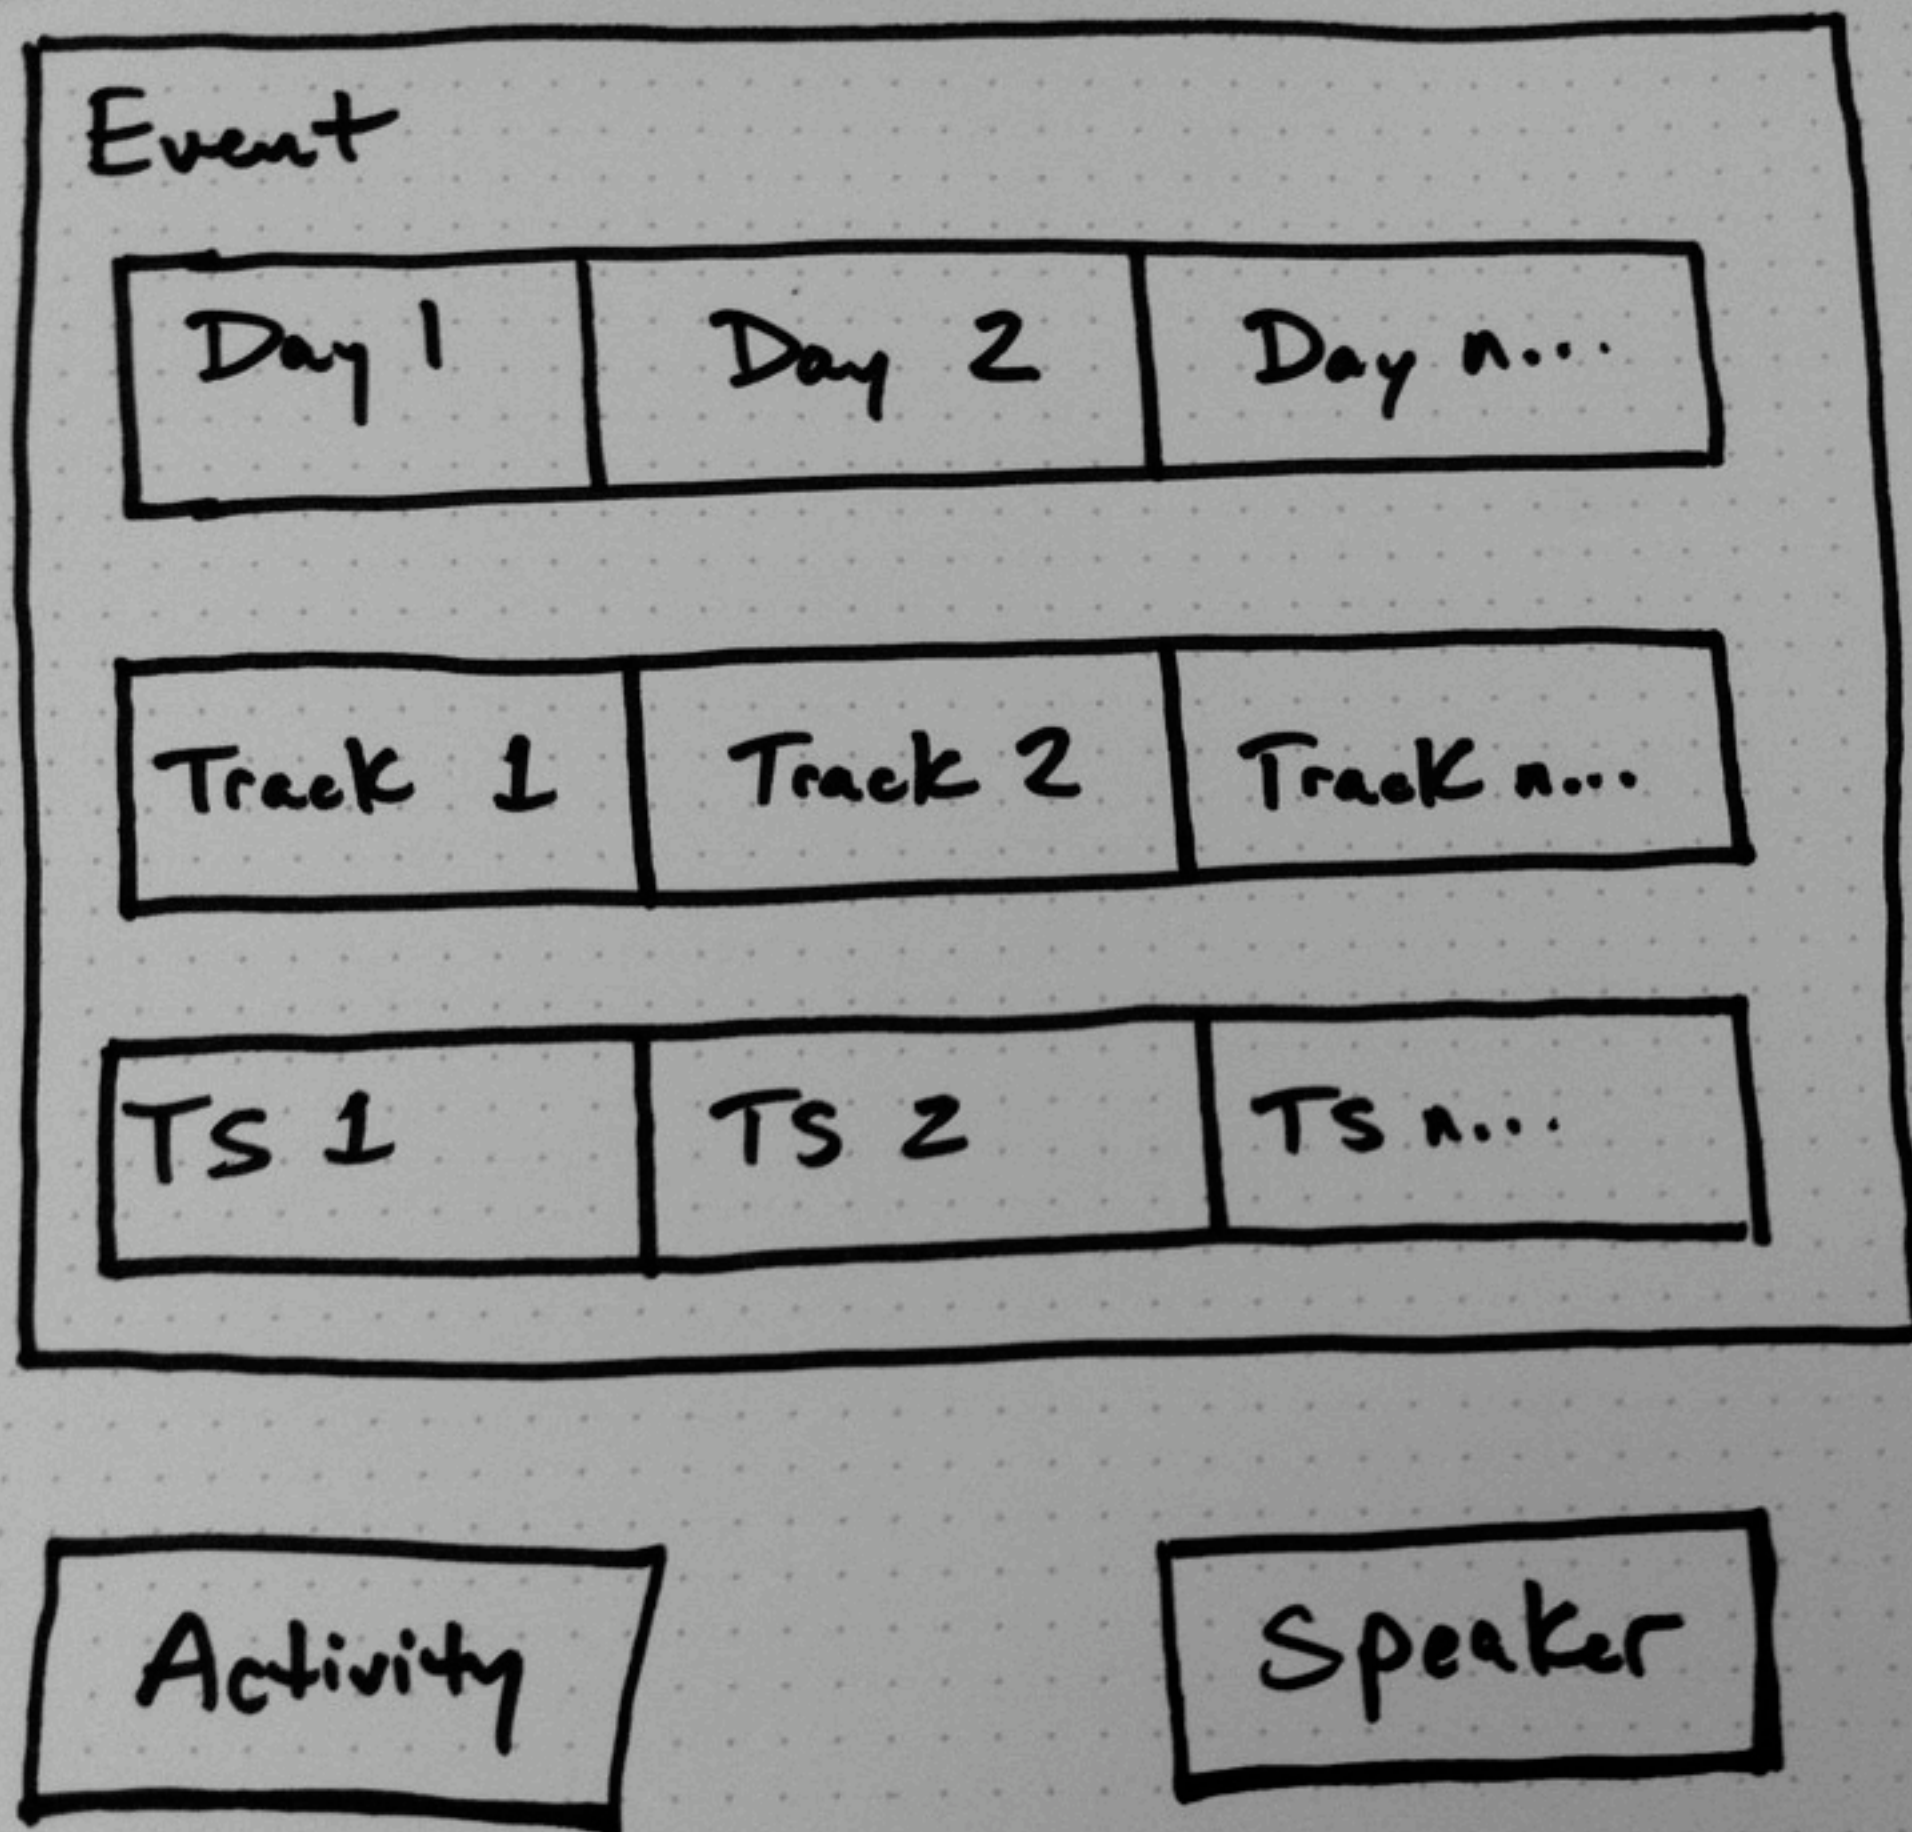 Event
Day 1 Day 2 Day n...
Track 1 Track 2 Track n...
TS 1 TS 2 TS n...
Activity Speaker